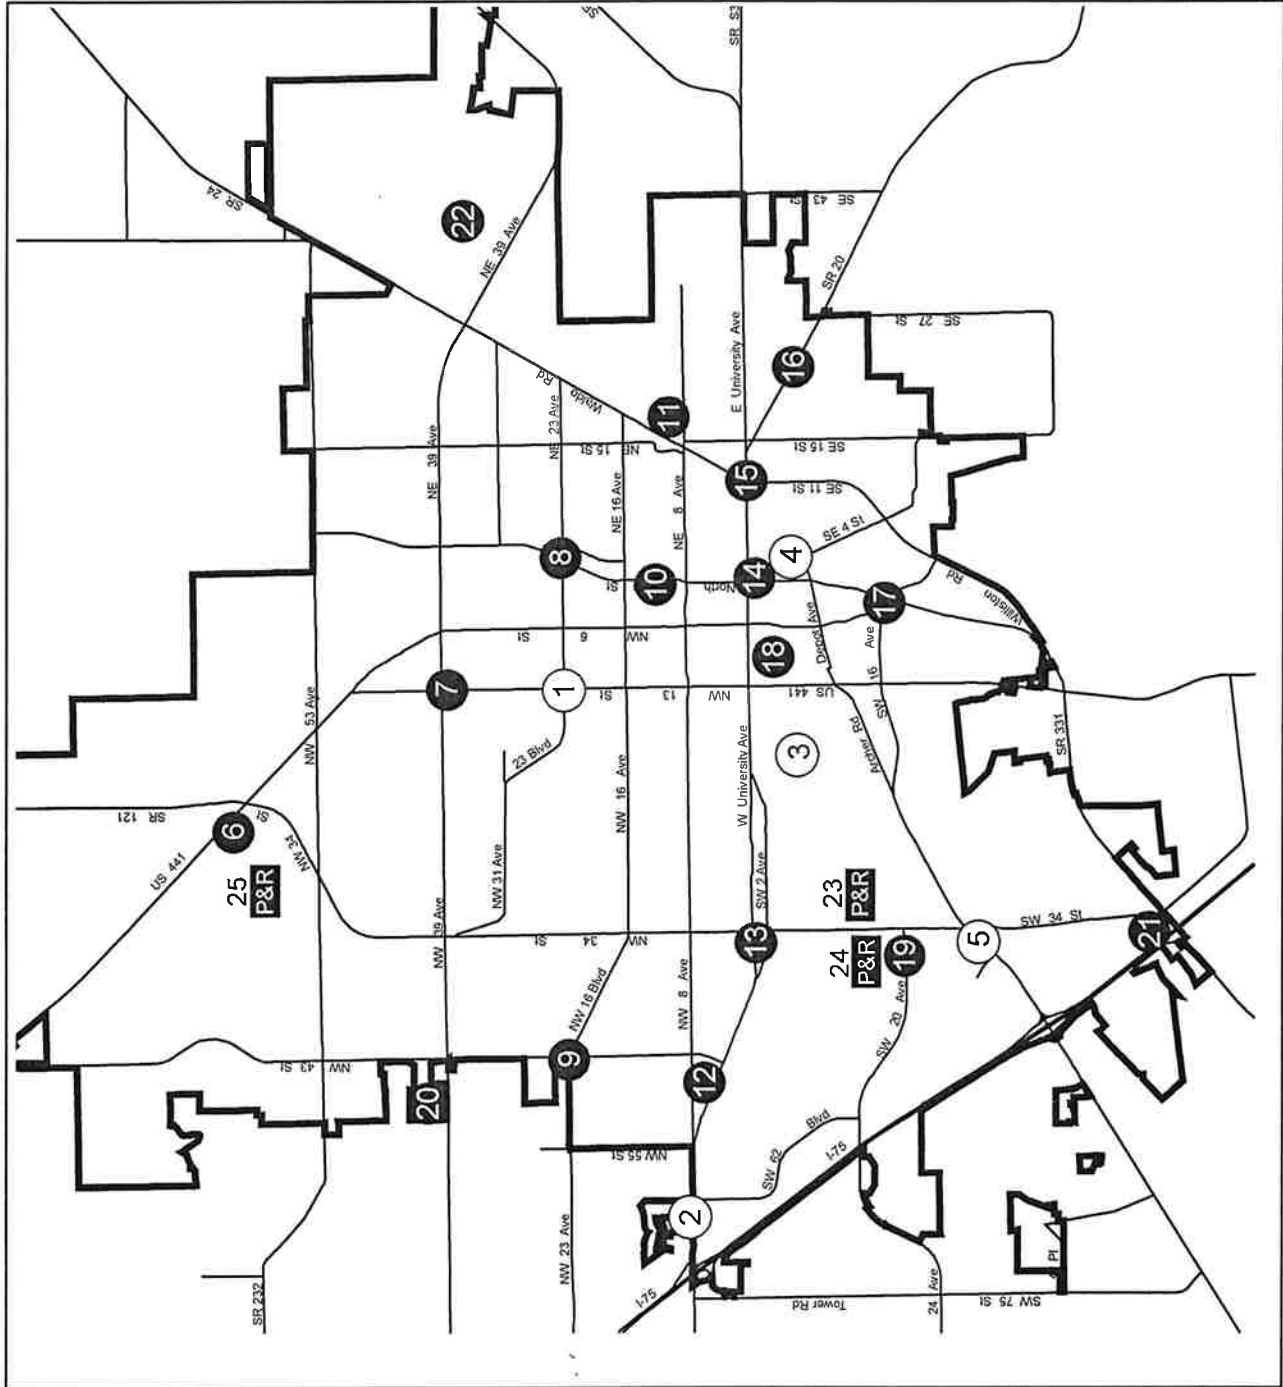 SR S3
SR 24
22
NE 39 Ave
SE 43 St
SR 20
SE 27 St
E University Ave
16
Waldo Rd
11
NE 23 Ave
NE 39 Ave
NE 15 St
SE 15 St
NE 16 Ave
NE 8 Ave
15
SE 11 St
SE 4 St
8
10
14
4
North St
17
Williston Rd
NW 6 St
Depot Ave
SW 16 Ave
18
7
1
NW 13 St
US 441
NW 53 Ave
23 Blvd
3
Archer Rd
SR 331
W University Ave
NW 16 Ave
SR 121
6
NW 34 St
US 441
25
P&R
NW 31 Ave
SW 2 Ave
23
P&R
NW 39 Ave
NW 34 St
13
24
P&R
19
5
SW 34 St
21
NW 16 Blvd
NW 8 Ave
SW 20 Ave
NW 43 St
20
9
12
NW 55 St
SW 62 Blvd
I-75
2
NW 23 Ave
SR 232
I-75
Tower Rd
24 Ave
SW 75 St
Pl